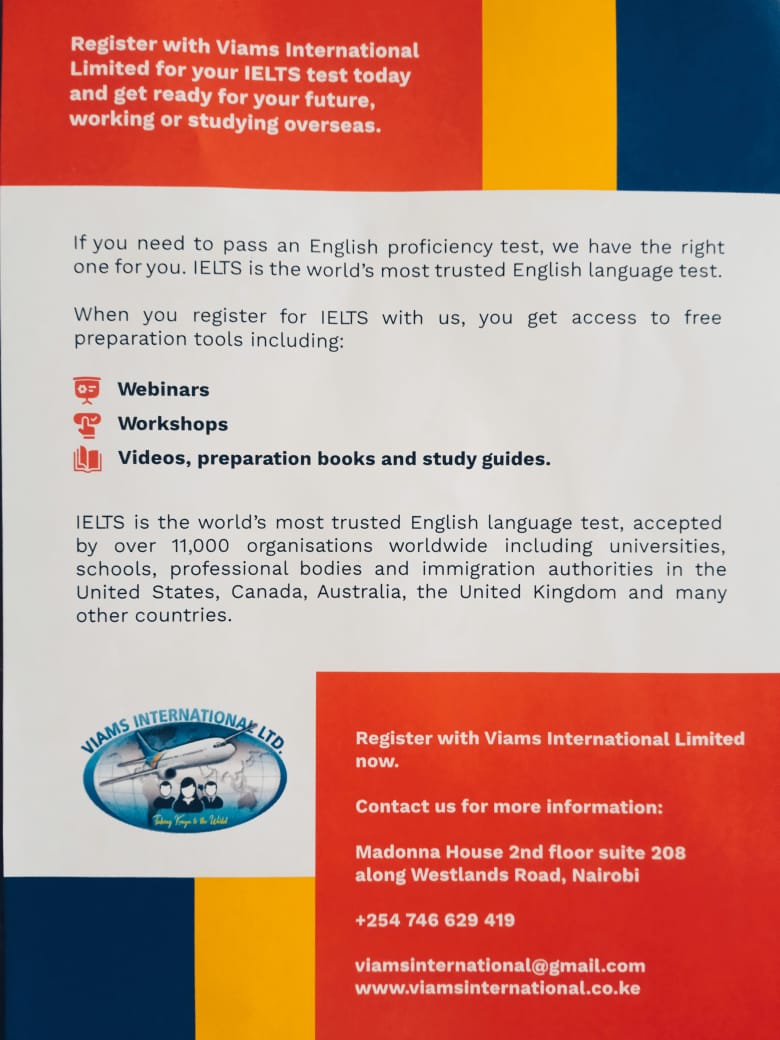 Register with Viams International
Limited for your IELTS test today
and get ready for your future,
working or studying overseas.
If you need to pass an English proficiency test, we have the right
one for you. IELTS is the world's most trusted English language test.
When you register for IELTS with us, you get access to free
preparation tools including:
Webinars
Workshops
Videos, preparation books and study guides.
IELTS is the world's most trusted English language test, accepted
by over 11,000 organisations worldwide including universities,
schools, professional bodies and immigration authorities in the
United States, Canada, Australia, the United Kingdom and many
other countries.
VIAMS INTERNATIONAL LTD.
Taking Kenya to the World
Register with Viams International Limited
now.
Contact us for more information:
Madonna House 2nd floor suite 208
along Westlands Road, Nairobi
+254 746 629 419
viamsinternational@gmail.com
www.viamsinternational.co.ke